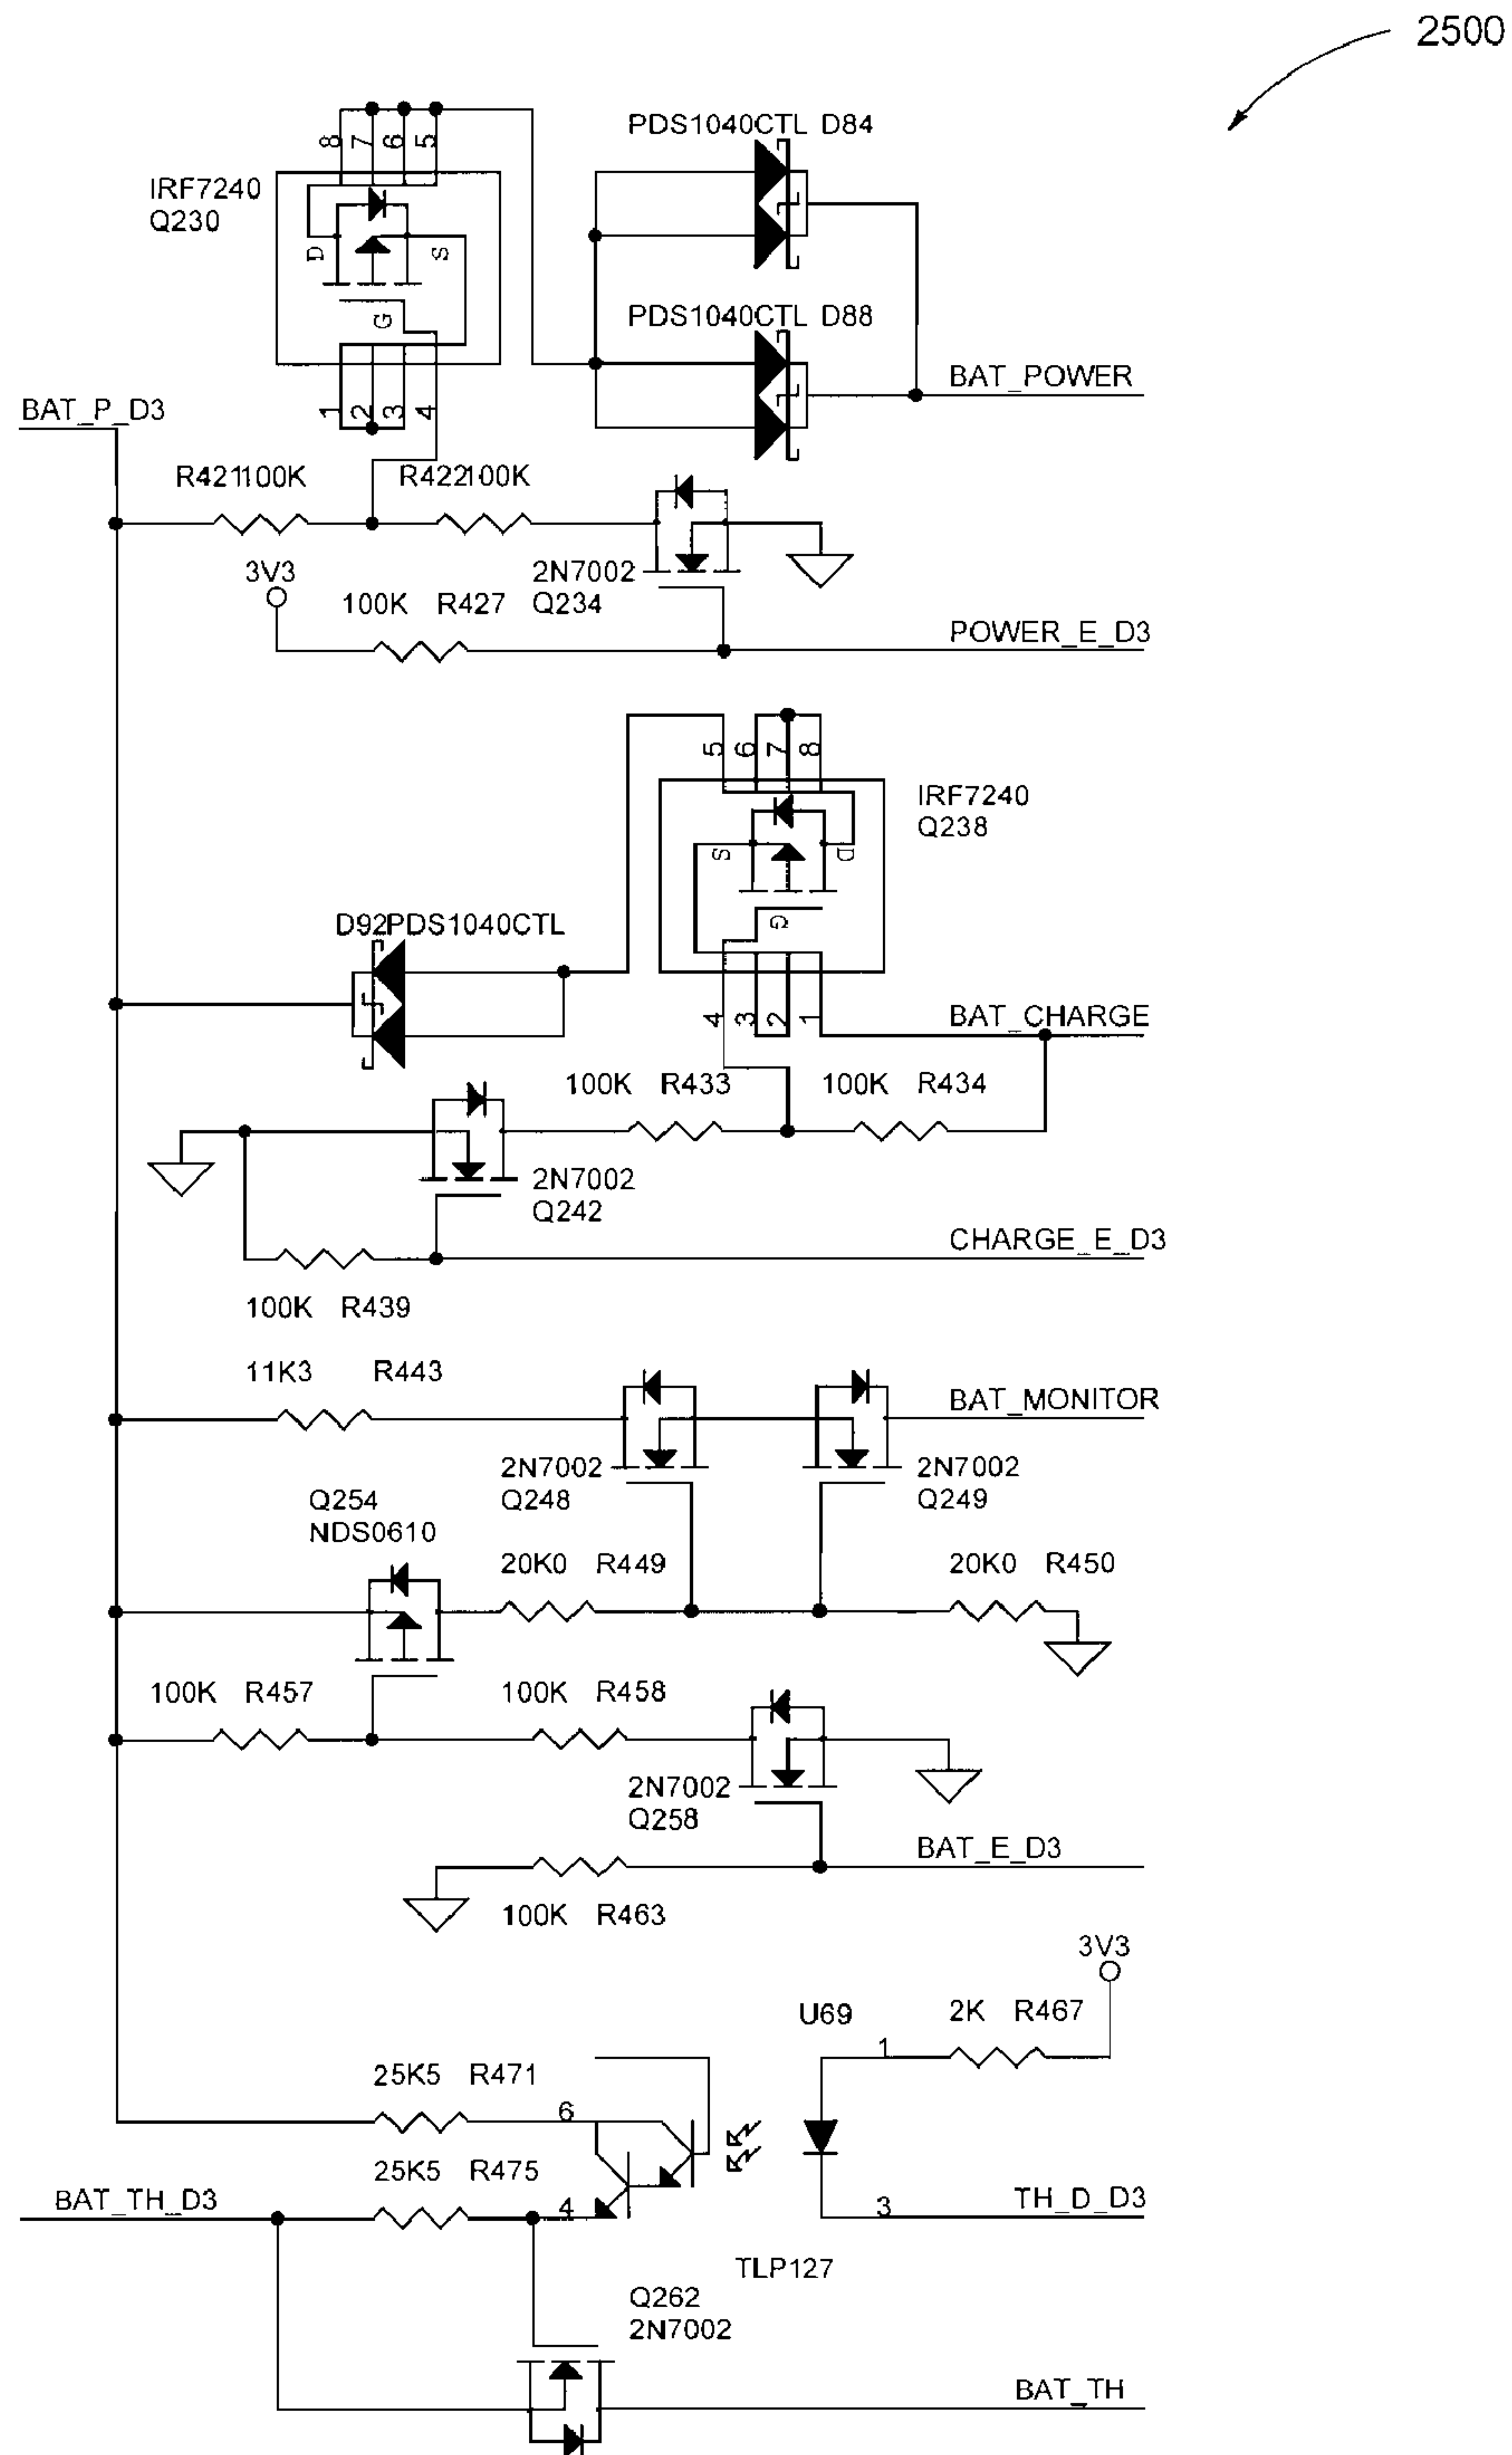 2500
PDS1040CTL D84
8 7 6 5
IRF7240
Q230
D
S
G
PDS1040CTL D88
BAT_POWER
BAT_P_D3
1 2 3 4
R421100K
R422100K
3V3
2N7002
Q234
100K R427
POWER_E_D3
5 6 7 8
IRF7240
Q238
S
D
G
D92PDS1040CTL
4 3 2 1
BAT_CHARGE
100K R433
100K R434
2N7002
Q242
CHARGE_E_D3
100K R439
11K3 R443
BAT_MONITOR
2N7002
Q248
2N7002
Q249
Q254
NDS0610
20K0 R449
20K0 R450
100K R457
100K R458
2N7002
Q258
BAT_E_D3
100K R463
3V3
U69
2K R467
1
25K5 R471
6
25K5 R475
BAT_TH_D3
4
3
TH_D_D3
TLP127
Q262
2N7002
BAT_TH